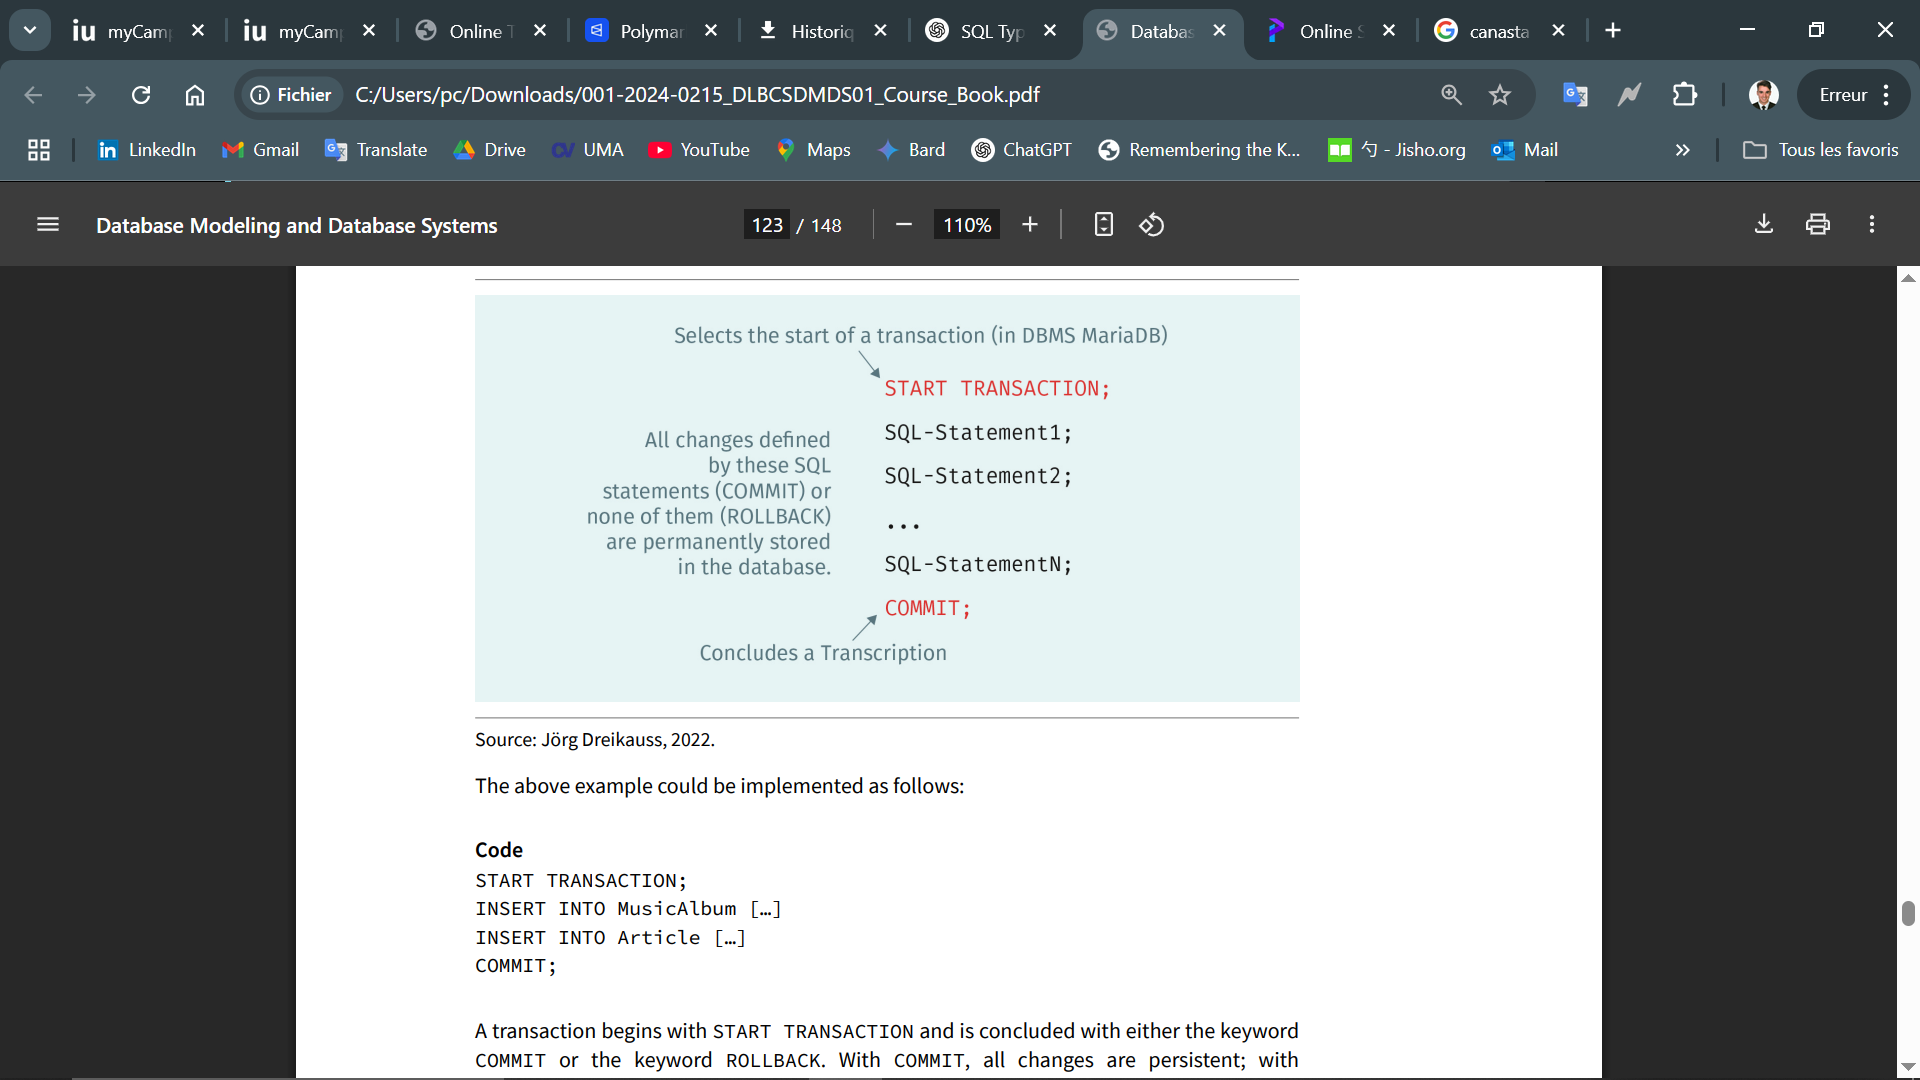 myCam
myCam
Online T
Polymar
Historiq
SQL Typ
Databas
Online S
canasta
Fichier
C:/Users/pc/Downloads/001-2024-0215_DLBCSDMDS01_Course_Book.pdf
Erreur
LinkedIn
Gmail
Translate
Drive
UMA
YouTube
Maps
Bard
ChatGPT
Remembering the K...
勺 - Jisho.org
Mail
Tous les favoris
Database Modeling and Database Systems
123 / 148
110%
Selects the start of a transaction (in DBMS MariaDB)
START TRANSACTION;
SQL-Statement1;
SQL-Statement2;
...
SQL-StatementN;
COMMIT;
All changes defined
by these SQL
statements (COMMIT) or
none of them (ROLLBACK)
are permanently stored
in the database.
Concludes a Transcription
Source: Jörg Dreikauss, 2022.
The above example could be implemented as follows:
Code
START TRANSACTION;
INSERT INTO MusicAlbum […]
INSERT INTO Article […]
COMMIT;
A transaction begins with START TRANSACTION and is concluded with either the keyword
COMMIT or the keyword ROLLBACK. With COMMIT, all changes are persistent; with